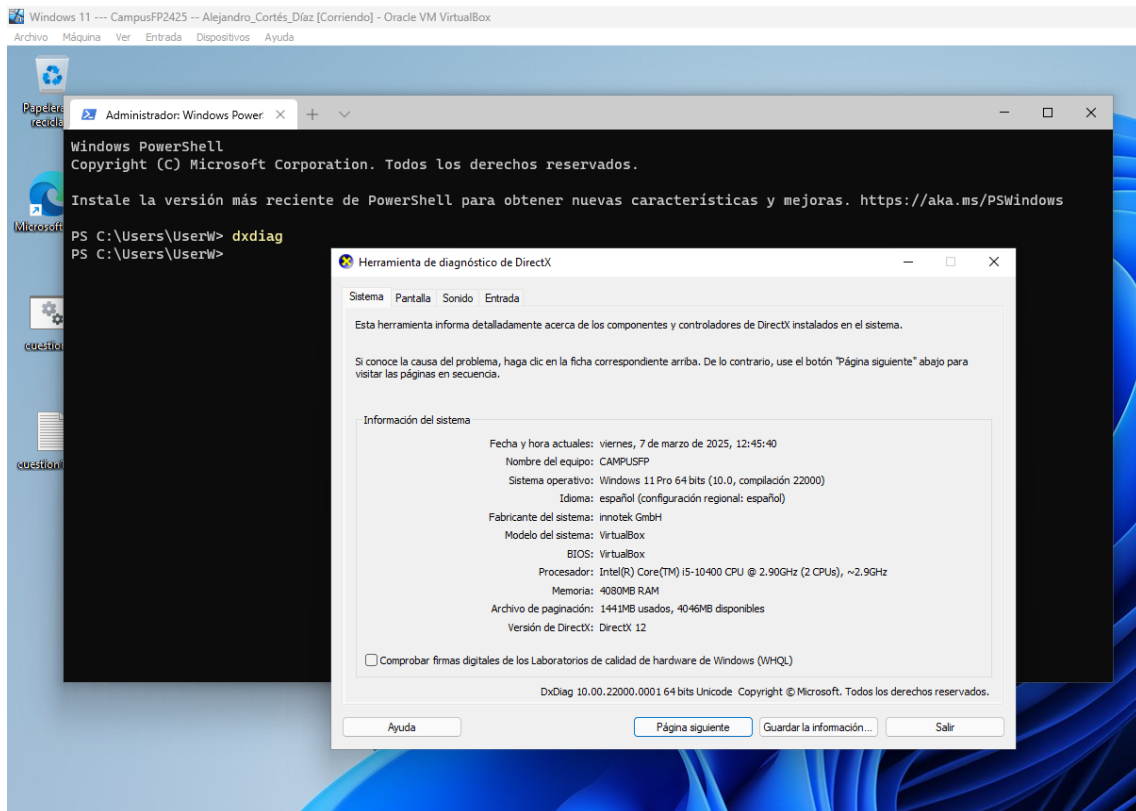 Windows 11 --- CampusFP2425 -- Alejandro_Cortés_Díaz [Corriendo] - Oracle VM VirtualBox
Archivo Máquina Ver Entrada Dispositivos Ayuda
Papelera
recicla
Microsoft
cuestion
cuestion
Administrador: Windows Power
Windows PowerShell
Copyright (C) Microsoft Corporation. Todos los derechos reservados.
Instale la versión más reciente de PowerShell para obtener nuevas características y mejoras. https://aka.ms/PSWindows
PS C:\Users\UserW> dxdiag
PS C:\Users\UserW>
Herramienta de diagnóstico de DirectX
Sistema Pantalla Sonido Entrada
Esta herramienta informa detalladamente acerca de los componentes y controladores de DirectX instalados en el sistema.
Si conoce la causa del problema, haga clic en la ficha correspondiente arriba. De lo contrario, use el botón "Página siguiente" abajo para
visitar las páginas en secuencia.
Información del sistema
Fecha y hora actuales: viernes, 7 de marzo de 2025, 12:45:40
Nombre del equipo: CAMPUSFP
Sistema operativo: Windows 11 Pro 64 bits (10.0, compilación 22000)
Idioma: español (configuración regional: español)
Fabricante del sistema: innotek GmbH
Modelo del sistema: VirtualBox
BIOS: VirtualBox
Procesador: Intel(R) Core(TM) i5-10400 CPU @ 2.90GHz (2 CPUs), ~2.9GHz
Memoria: 4080MB RAM
Archivo de paginación: 1441MB usados, 4046MB disponibles
Versión de DirectX: DirectX 12
Comprobar firmas digitales de los Laboratorios de calidad de hardware de Windows (WHQL)
DxDiag 10.00.22000.0001 64 bits Unicode Copyright © Microsoft. Todos los derechos reservados.
Ayuda Página siguiente Guardar la información... Salir